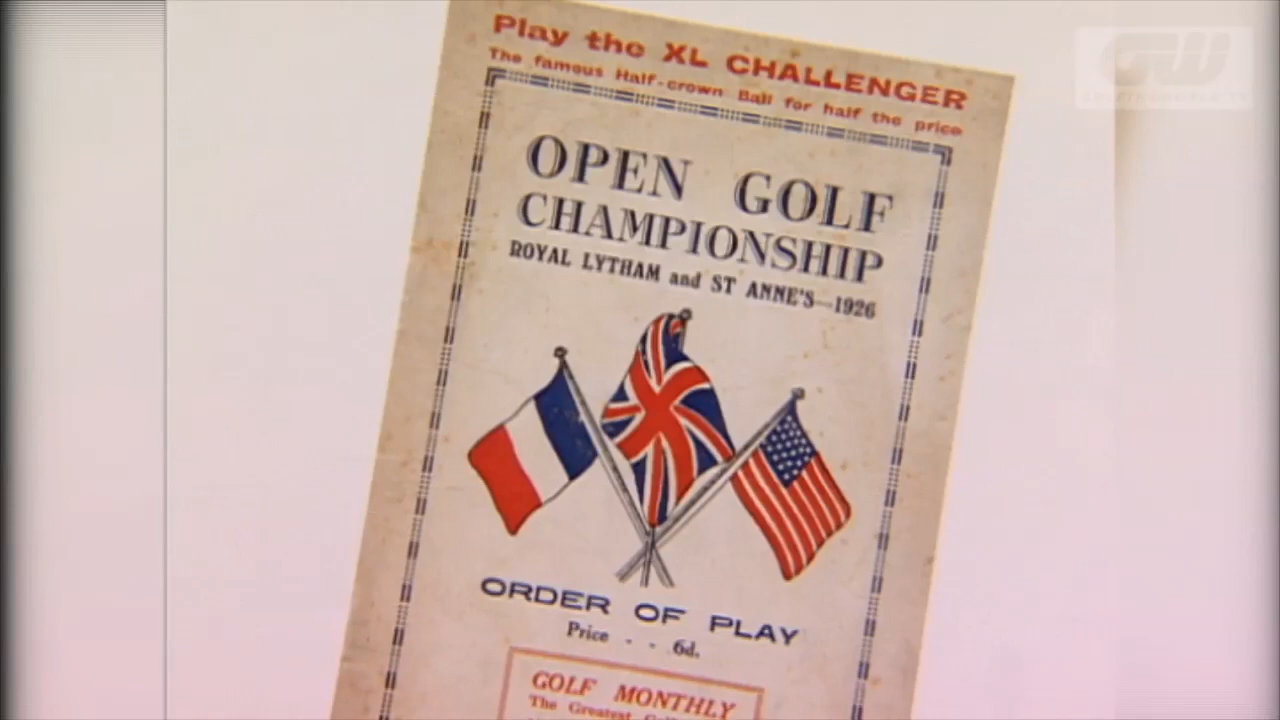 Play the XL CHALLENGER
The famous Half-crown Ball for half the price
OPEN GOLF
CHAMPIONSHIP
ROYAL LYTHAM and ST ANNE'S—1926
ORDER OF PLAY
Price . . 6d.
GOLF MONTHLY
The Greatest
GW